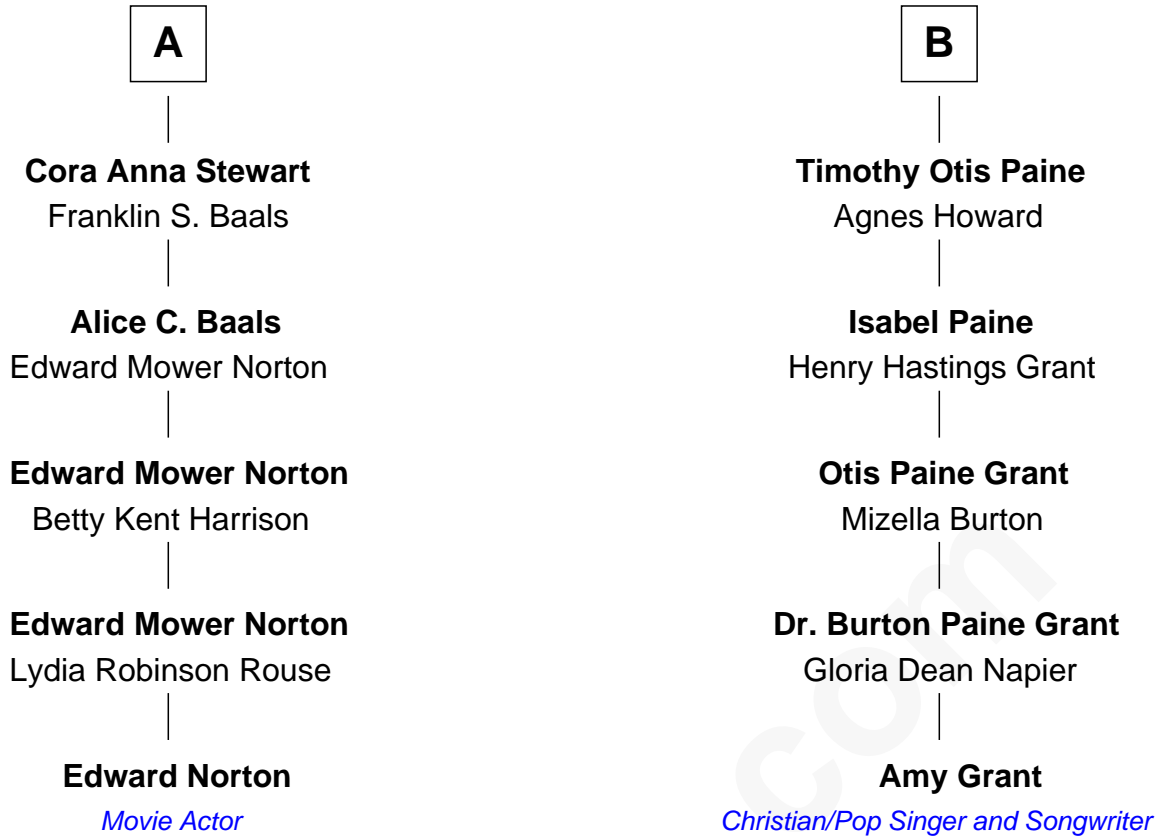 A
Cora Anna Stewart
Franklin S. Baals
Alice C. Baals
Edward Mower Norton
Edward Mower Norton
Betty Kent Harrison
Edward Mower Norton
Lydia Robinson Rouse
Edward Norton
Movie Actor
B
Timothy Otis Paine
Agnes Howard
Isabel Paine
Henry Hastings Grant
Otis Paine Grant
Mizella Burton
Dr. Burton Paine Grant
Gloria Dean Napier
Amy Grant
Christian/Pop Singer and Songwriter
com